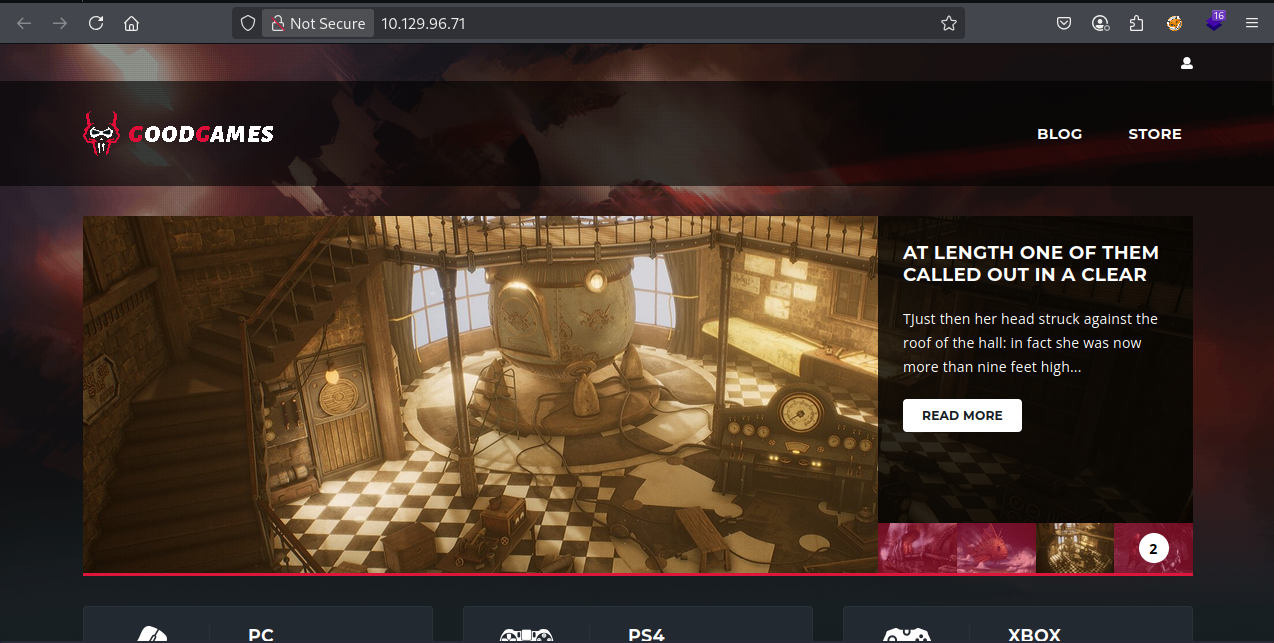 Not Secure 10.129.96.71
16
GOODGAMES
BLOG STORE
AT LENGTH ONE OF THEM
CALLED OUT IN A CLEAR
TJust then her head struck against the
roof of the hall: in fact she was now
more than nine feet high...
READ MORE
2
PC PS4 XBOX